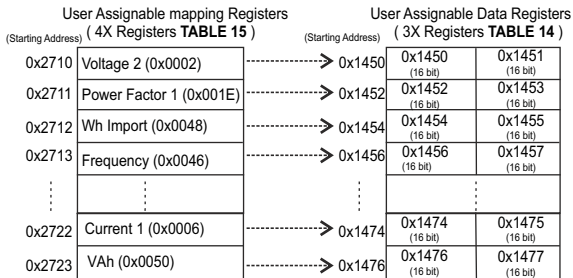 User Assignable mapping Registers
( 4X Registers TABLE 15 )
User Assignable Data Registers
( 3X Registers TABLE 14 )
(Starting Address)
(Starting Address)
0x2710 Voltage 2 (0x0002) 0x1450 0x1450 (16 bit) 0x1451 (16 bit)
0x2711 Power Factor 1 (0x001E) 0x1452 0x1452 (16 bit) 0x1453 (16 bit)
0x2712 Wh Import (0x0048) 0x1454 0x1454 (16 bit) 0x1455 (16 bit)
0x2713 Frequency (0x0046) 0x1456 0x1456 (16 bit) 0x1457 (16 bit)
0x2722 Current 1 (0x0006) 0x1474 0x1474 (16 bit) 0x1475 (16 bit)
0x2723 VAh (0x0050) 0x1476 0x1476 (16 bit) 0x1477 (16 bit)